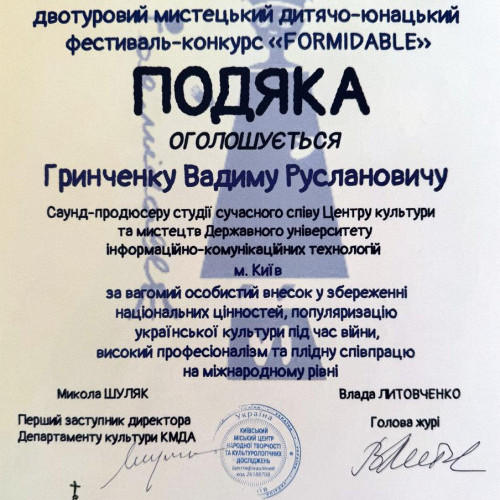 двотуровий мистецький дитячо-юнацький
фестиваль-конкурс «FORMIDABLE»
ПОДЯКА
ОГОЛОШУЄТЬСЯ
Гринченку Вадиму Руслановичу
Саунд-продюсеру студії сучасного співу Центру культури
та мистецтв Державного університету
інформаційно-комунікаційних технологій
м. Київ
за вагомий особистий внесок у збереженні
національних цінностей, популяризацію
української культури під час війни,
високий професіоналізм та плідну співпрацю
на міжнародному рівні
Микола ШУЛЯК
Влада ЛИТОВЧЕНКО
Перший заступник директора
Департаменту культури КМДА
Голова журі
Україна
КИЇВСЬКИЙ
МІСЬКИЙ ЦЕНТР
НАРОДНОЇ ТВОРЧОСТІ
ТА КУЛЬТУРОЛОГІЧНИХ
ДОСЛІДЖЕНЬ